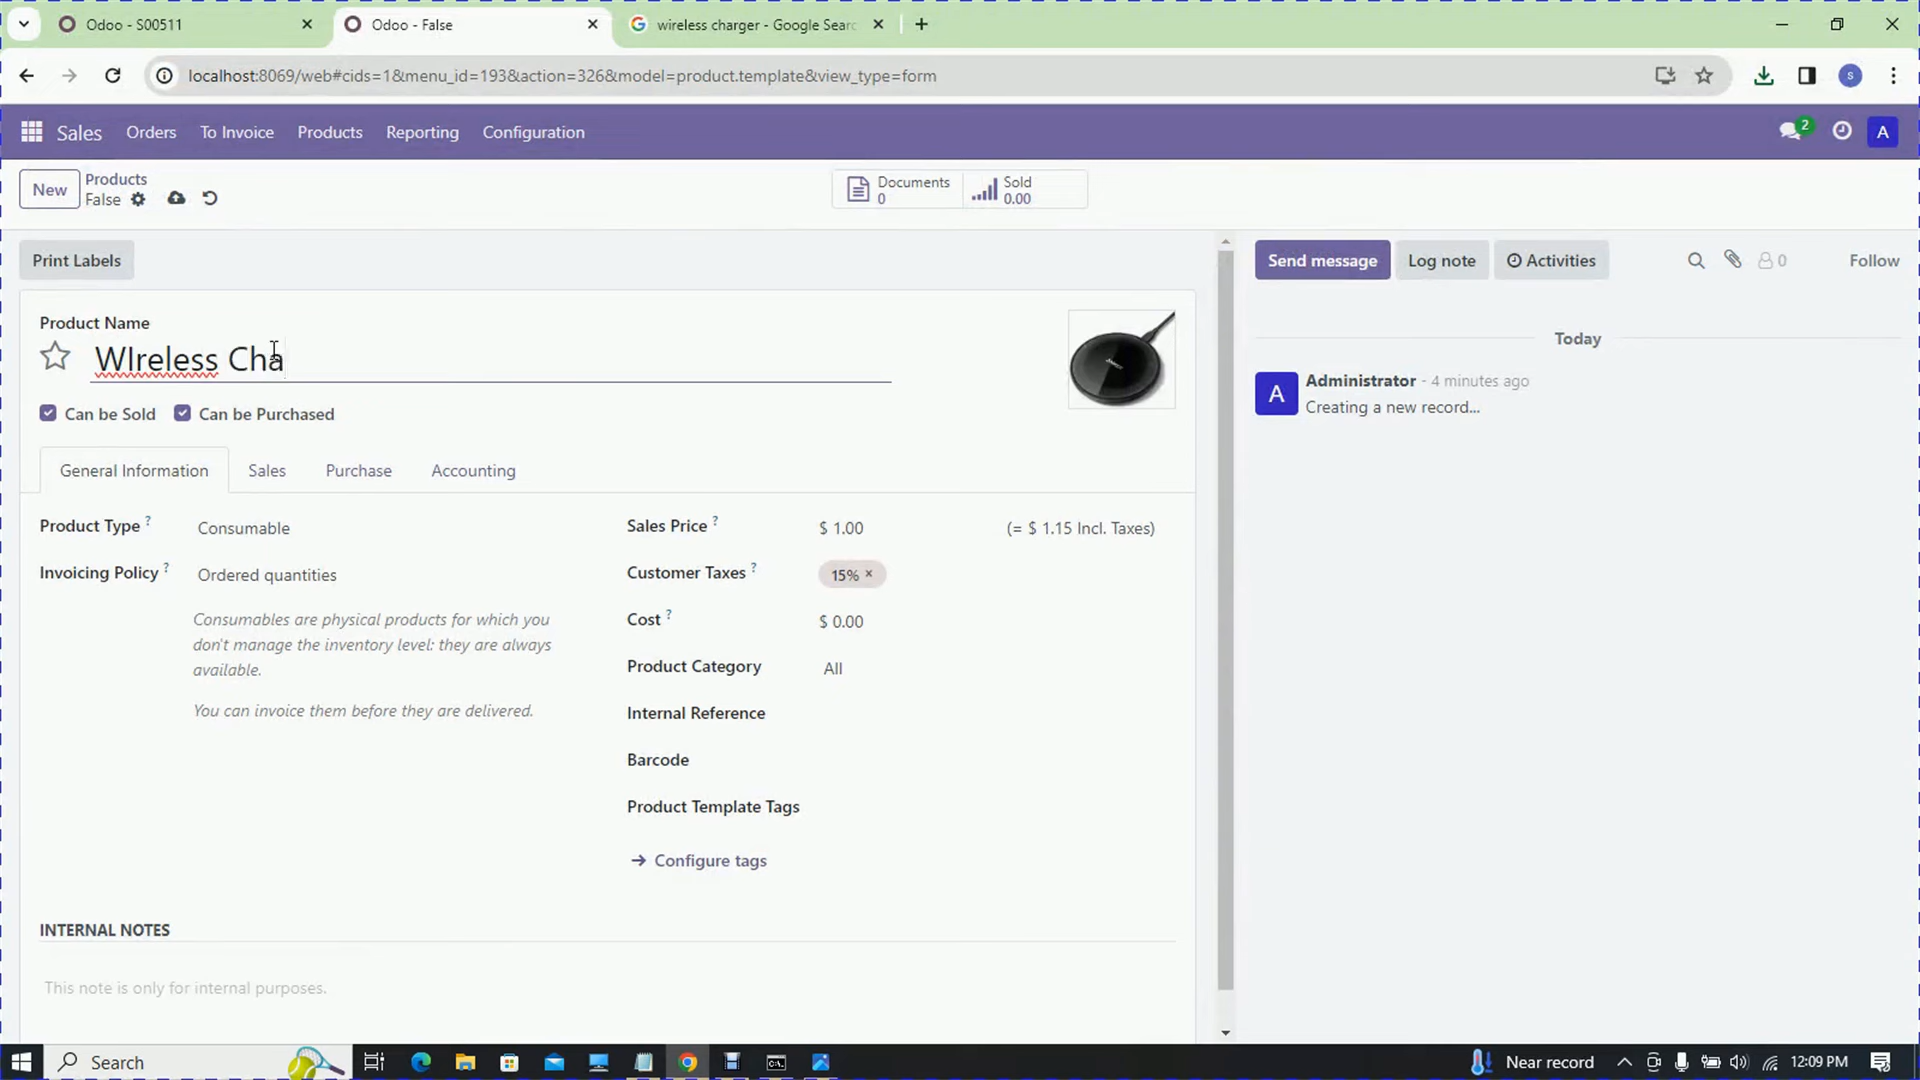 Odoo - S00511
Odoo - False
wireless charger - Google Searc
localhost:8069/web#cids=1&menu_id=193&action=326&model=product.template&view_type=form
S
Sales
Orders
To Invoice
Products
Reporting
Configuration
2
A
New
Products
False
Documents
0
Sold
0.00
Print Labels
Send message
Log note
Activities
0
Follow
Product Name
WIreless Cha
Can be Sold
Can be Purchased
General Information
Sales
Purchase
Accounting
Today
Administrator - 4 minutes ago
A
Creating a new record...
Product Type ?
Consumable
Invoicing Policy ?
Ordered quantities
Consumables are physical products for which you
don't manage the inventory level: they are always
available.
You can invoice them before they are delivered.
Sales Price ?
$ 1.00
(= $ 1.15 Incl. Taxes)
Customer Taxes ?
15% ×
Cost ?
$ 0.00
Product Category
All
Internal Reference
Barcode
Product Template Tags
Configure tags
INTERNAL NOTES
This note is only for internal purposes.
Search
Near record
12:09 PM